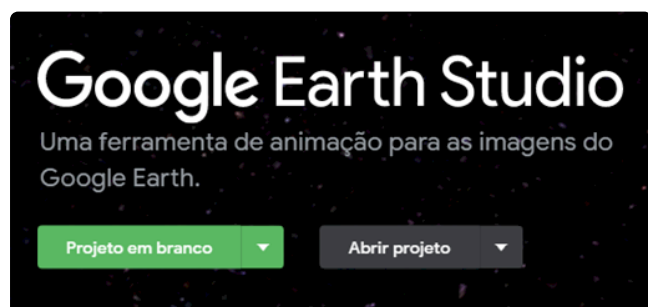 Google Earth Studio
Uma ferramenta de animação para as imagens do
Google Earth.
Projeto em branco
Abrir projeto